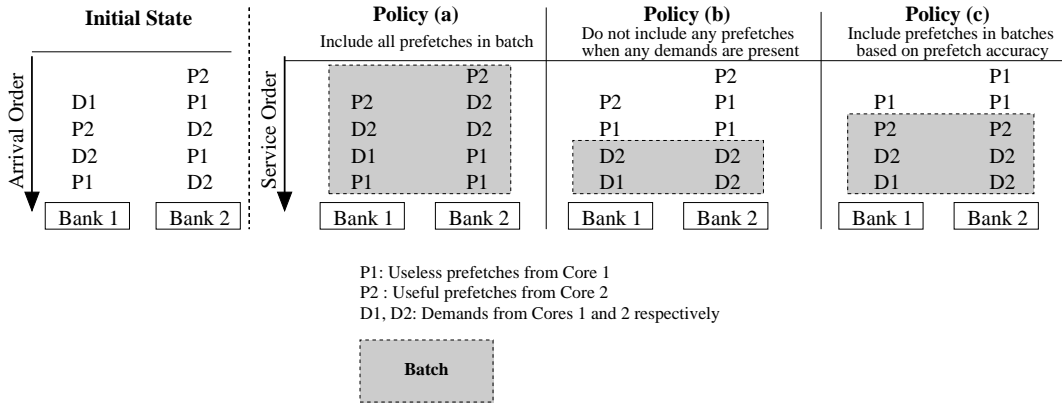 Initial State
Policy (a)
Policy (b)
Policy (c)
Include all prefetches in batch
Do not include any prefetches
when any demands are present
Include prefetches in batches
based on prefetch accuracy
Arrival Order
Service Order
P2
D1 P1
P2 D2
D2 P1
P1 D2
Bank 1 Bank 2
P2
P2 D2
D2 D2
D1 P1
P1 P1
Bank 1 Bank 2
P2
P2 P1
P1 P1
D2 D2
D1 D2
Bank 1 Bank 2
P1
P1 P1
P2 P2
D2 D2
D1 D2
Bank 1 Bank 2
P1: Useless prefetches from Core 1
P2 : Useful prefetches from Core 2
D1, D2: Demands from Cores 1 and 2 respectively
Batch